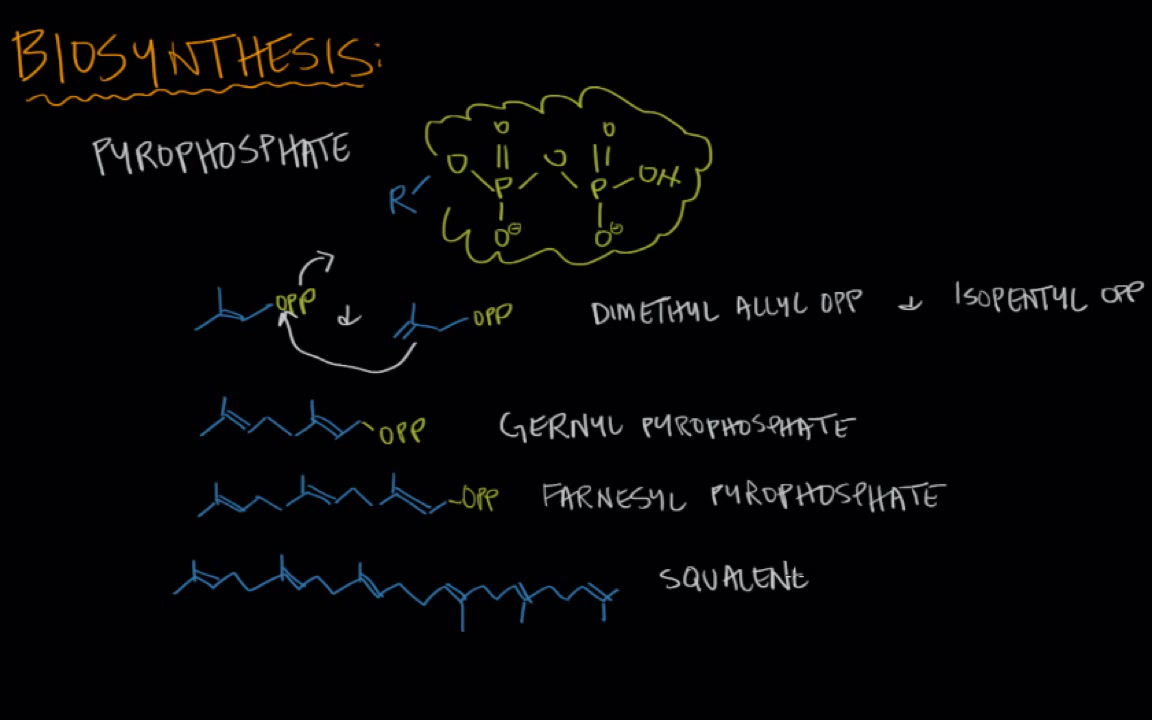 BIOSYNTHESIS:
PYROPHOSPHATE
O O
R O P O P OH
O⊖ O⊖
OPP & OPP DIMETHYL ALLYL OPP & ISOPENTYL OPP
OPP GERNYL PYROPHOSPHATE
OPP FARNESYL PYROPHOSPHATE
SQUALENE